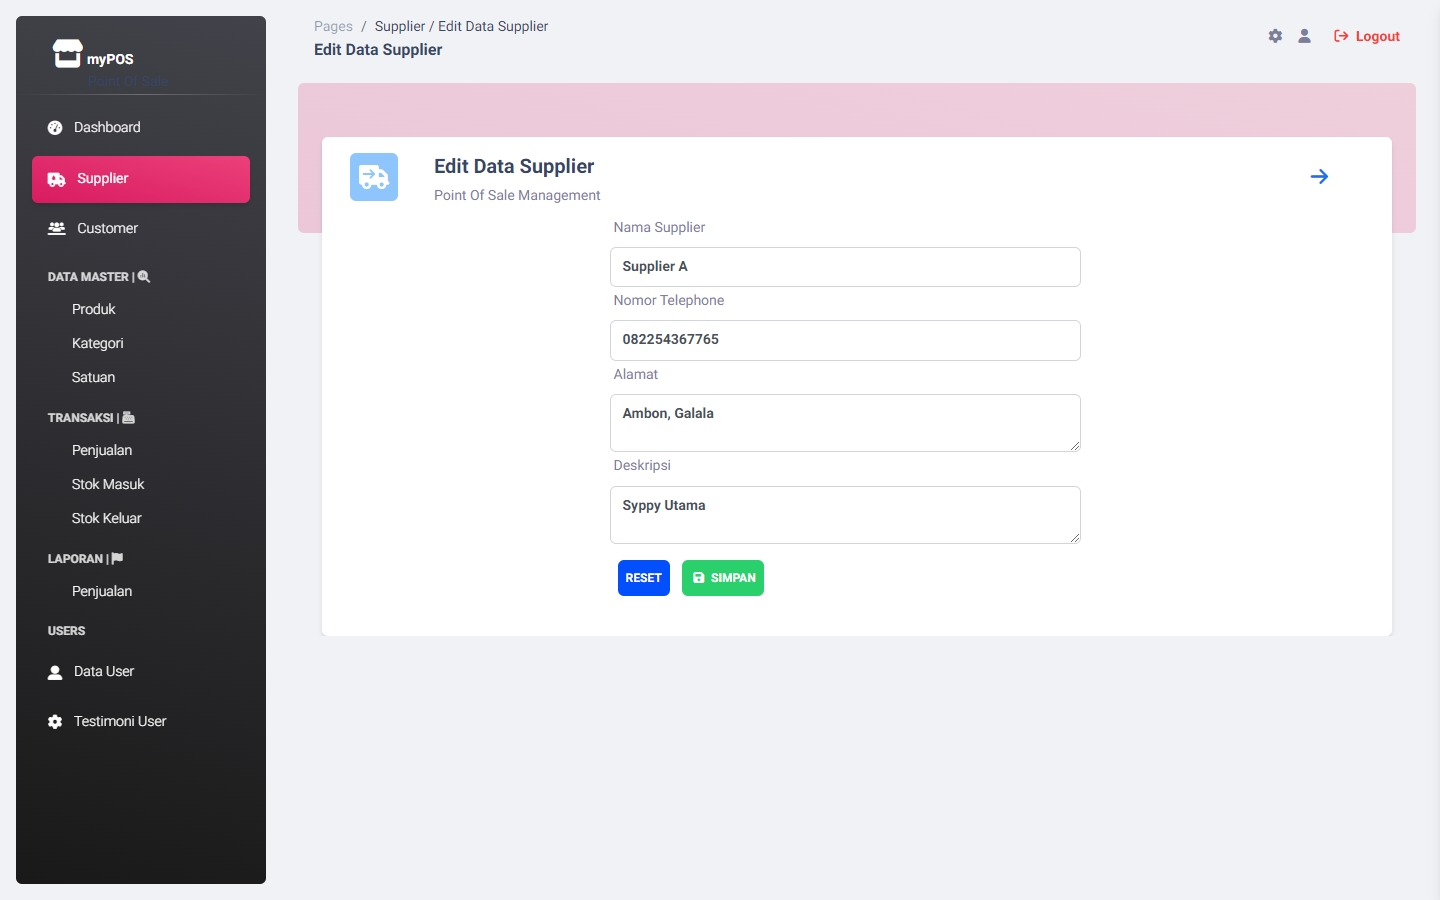 myPOS
Point Of Sale
Dashboard
Supplier
Customer
DATA MASTER |
Produk
Kategori
Satuan
TRANSAKSI |
Penjualan
Stok Masuk
Stok Keluar
LAPORAN |
Penjualan
USERS
Data User
Testimoni User
Pages / Supplier / Edit Data Supplier
Edit Data Supplier
Logout
Edit Data Supplier
Point Of Sale Management
Nama Supplier
Supplier A
Nomor Telephone
082254367765
Alamat
Ambon, Galala
Deskripsi
Syppy Utama
RESET
SIMPAN